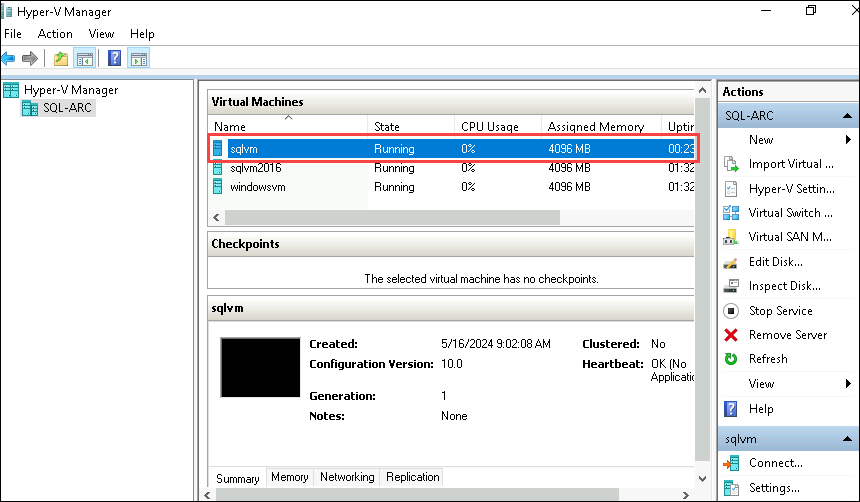 Hyper-V Manager
File Action View Help
Hyper-V Manager
SQL-ARC
Virtual Machines
Name State CPU Usage Assigned Memory Uptir
sqlvm Running 0% 4096 MB 00:23
sqlvm2016 Running 0% 4096 MB 01:32
windowsvm Running 0% 4096 MB 01:32
Checkpoints
The selected virtual machine has no checkpoints.
sqlvm
Created: 5/16/2024 9:02:08 AM Clustered: No
Configuration Version: 10.0 Heartbeat: OK (No
Applicatio
Generation: 1
Notes: None
Summary Memory Networking Replication
Actions
SQL-ARC
New
Import Virtual ...
Hyper-V Settin...
Virtual Switch ...
Virtual SAN M...
Edit Disk...
Inspect Disk...
Stop Service
Remove Server
Refresh
View
Help
sqlvm
Connect...
Settings...